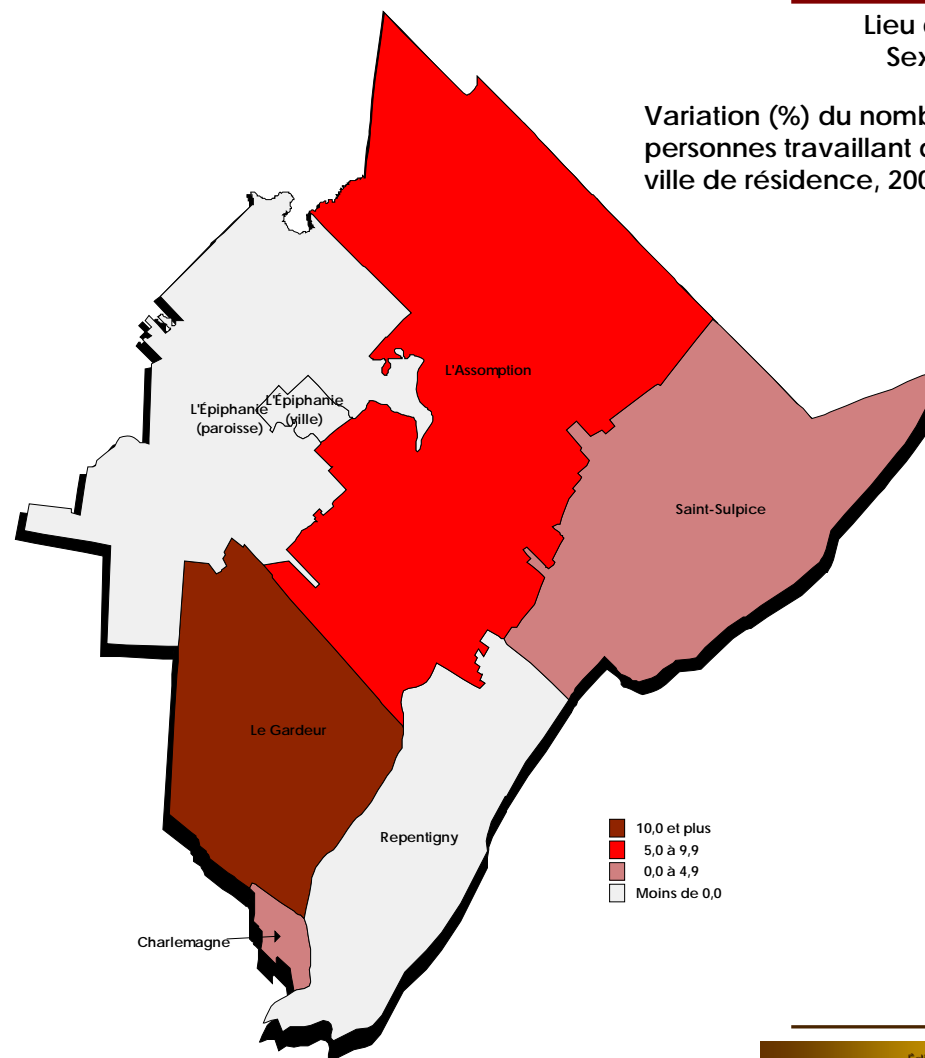 Lieu
Sex
Variation (%) du nomb
personnes travaillant
ville de résidence, 200
L'Assomption
L'Épiphanie
(paroisse)
L'Épiphanie
(ville)
Saint-Sulpice
Le Gardeur
Repentigny
Charlemagne
10,0 et plus
5,0 à 9,9
0,0 à 4,9
Moins de 0,0